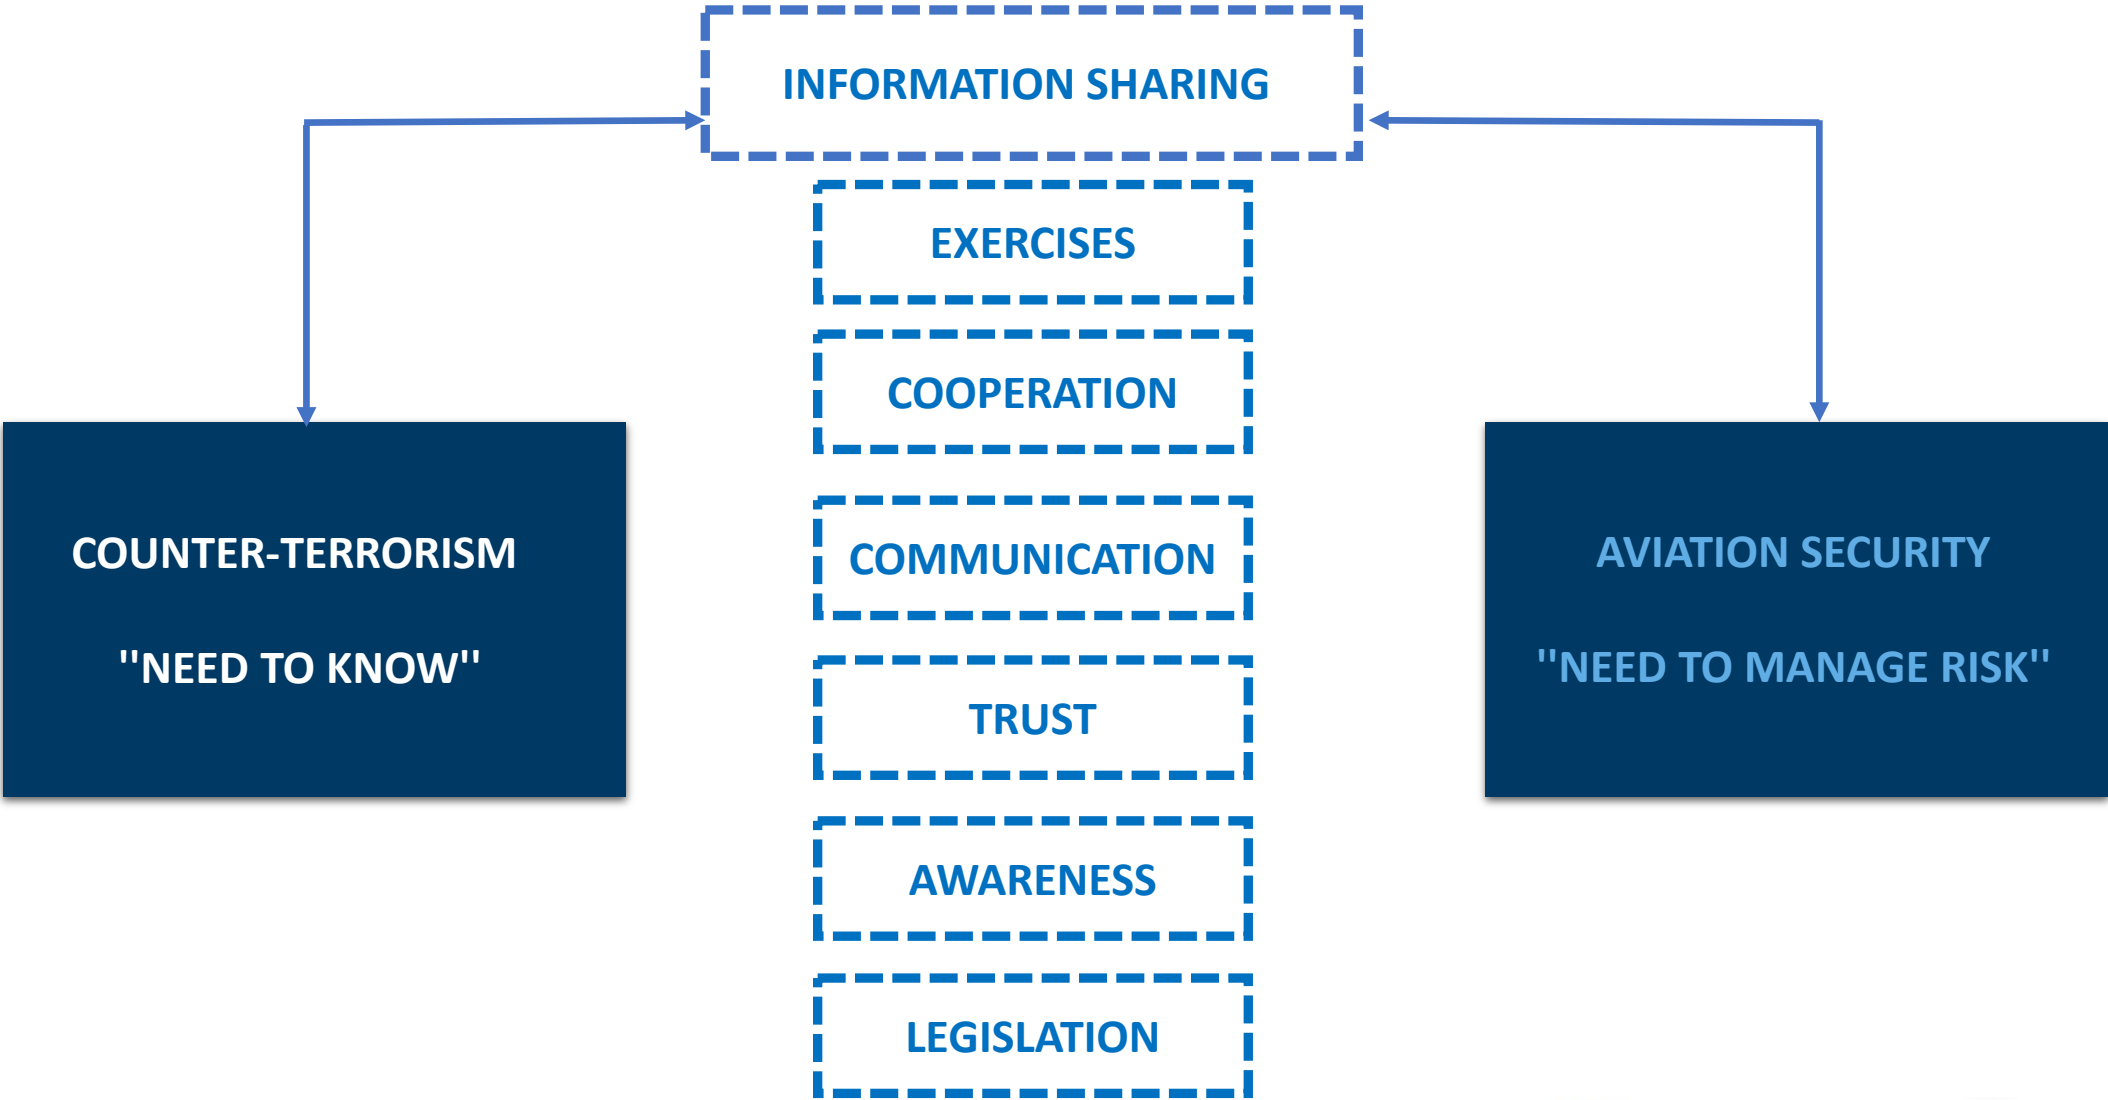 INFORMATION SHARING
EXERCISES
COOPERATION
COMMUNICATION
TRUST
AWARENESS
LEGISLATION
COUNTER-TERRORISM
"NEED TO KNOW"
AVIATION SECURITY
"NEED TO MANAGE RISK"